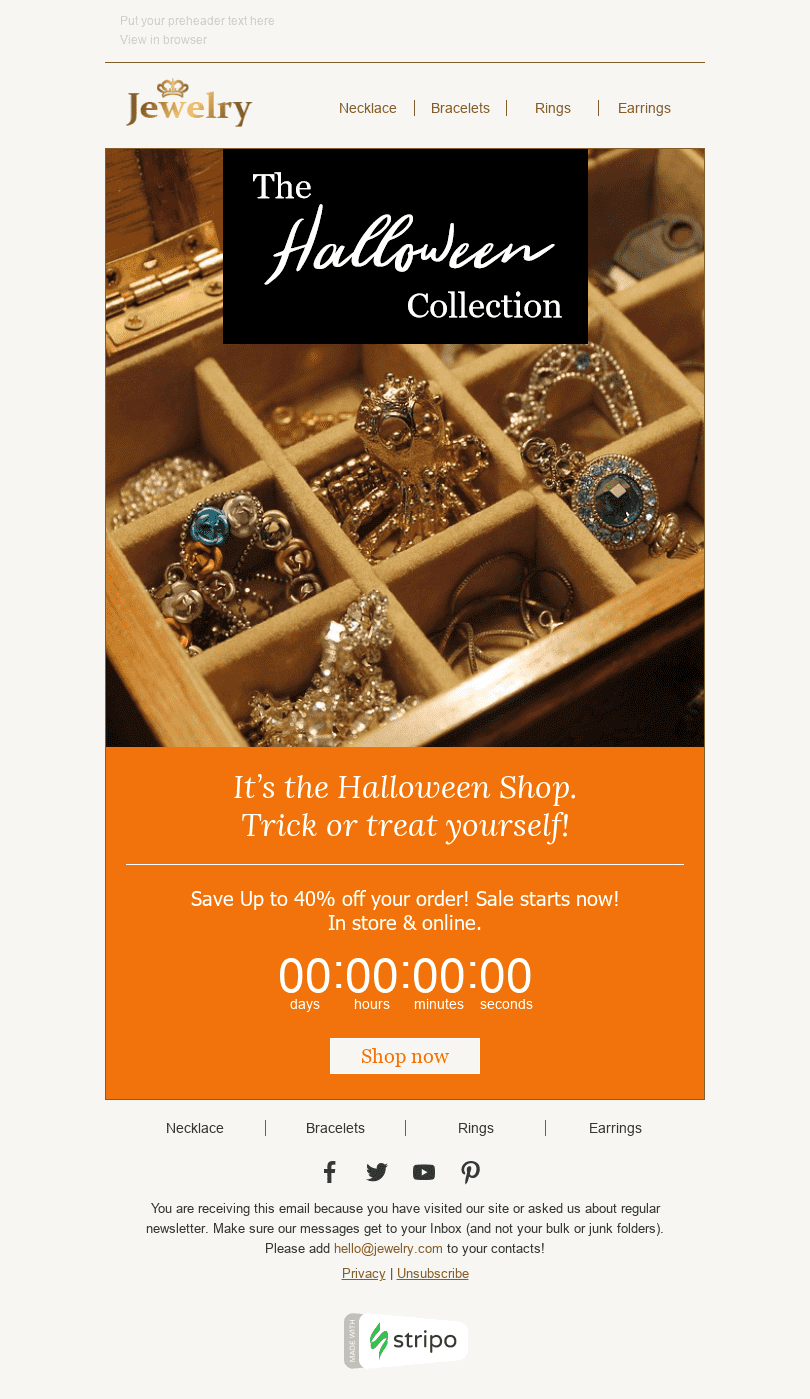 Put your preheader text here
View in browser
Jewelry
Necklace
Bracelets
Rings
Earrings
The
Halloween
Collection
It’s the Halloween Shop.
Trick or treat yourself!
Save Up to 40% off your order! Sale starts now!
In store & online.
00:00:00:00
days hours minutes seconds
Shop now
Necklace
Bracelets
Rings
Earrings
You are receiving this email because you have visited our site or asked us about regular
newsletter. Make sure our messages get to your Inbox (and not your bulk or junk folders).
Please add hello@jewelry.com to your contacts!
Privacy | Unsubscribe
MADE WITH
stripo